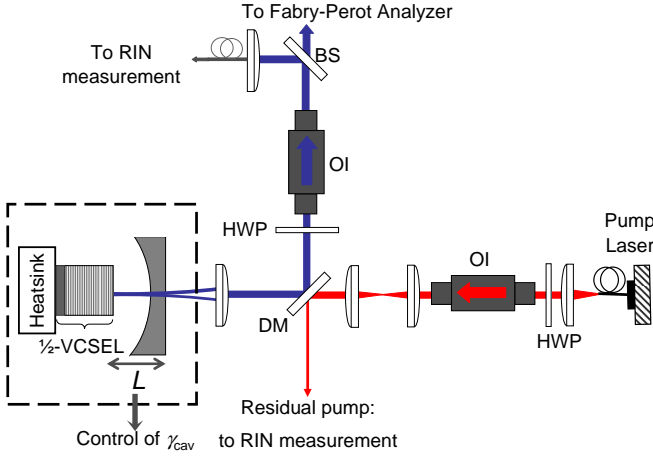 To Fabry-Perot Analyzer
To RIN
measurement
BS
OI
HWP
Pump
Laser
OI
Heatsink
DM
HWP
½-VCSEL
L
Residual pump:
Control of γcav
to RIN measurement